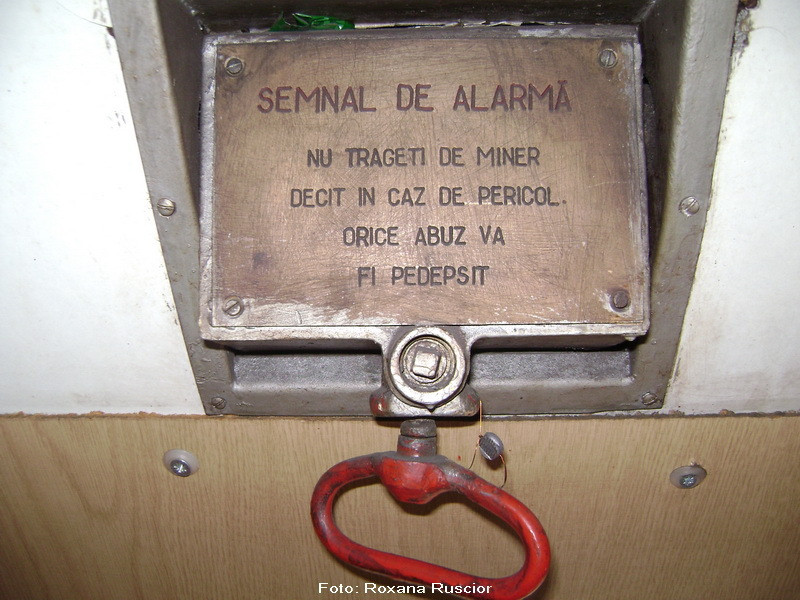 SEMNAL DE ALARMĂ
NU TRAGETI DE MINER
DECIT IN CAZ DE PERICOL.
ORICE ABUZ VA
FI PEDEPSIT
Foto: Roxana Ruscior